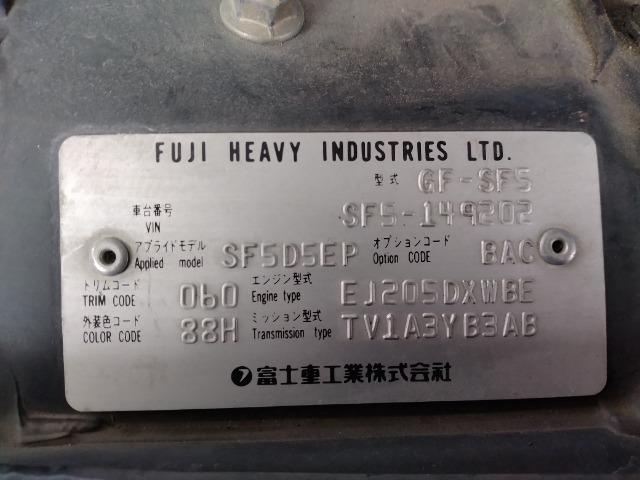 FUJI HEAVY INDUSTRIES LTD.
型式 GF-SF5
車台番号 VIN SF5-149202
アプライドモデル Applied model SF5D5EP オプションコード Option CODE BAC
トリムコード TRIM CODE 0b0 エンジン型式 Engine type EJ205DXWBE
外装色コード COLOR CODE 88H ミッション型式 Transmission type TV1A3YB3AB
富士重工業株式会社